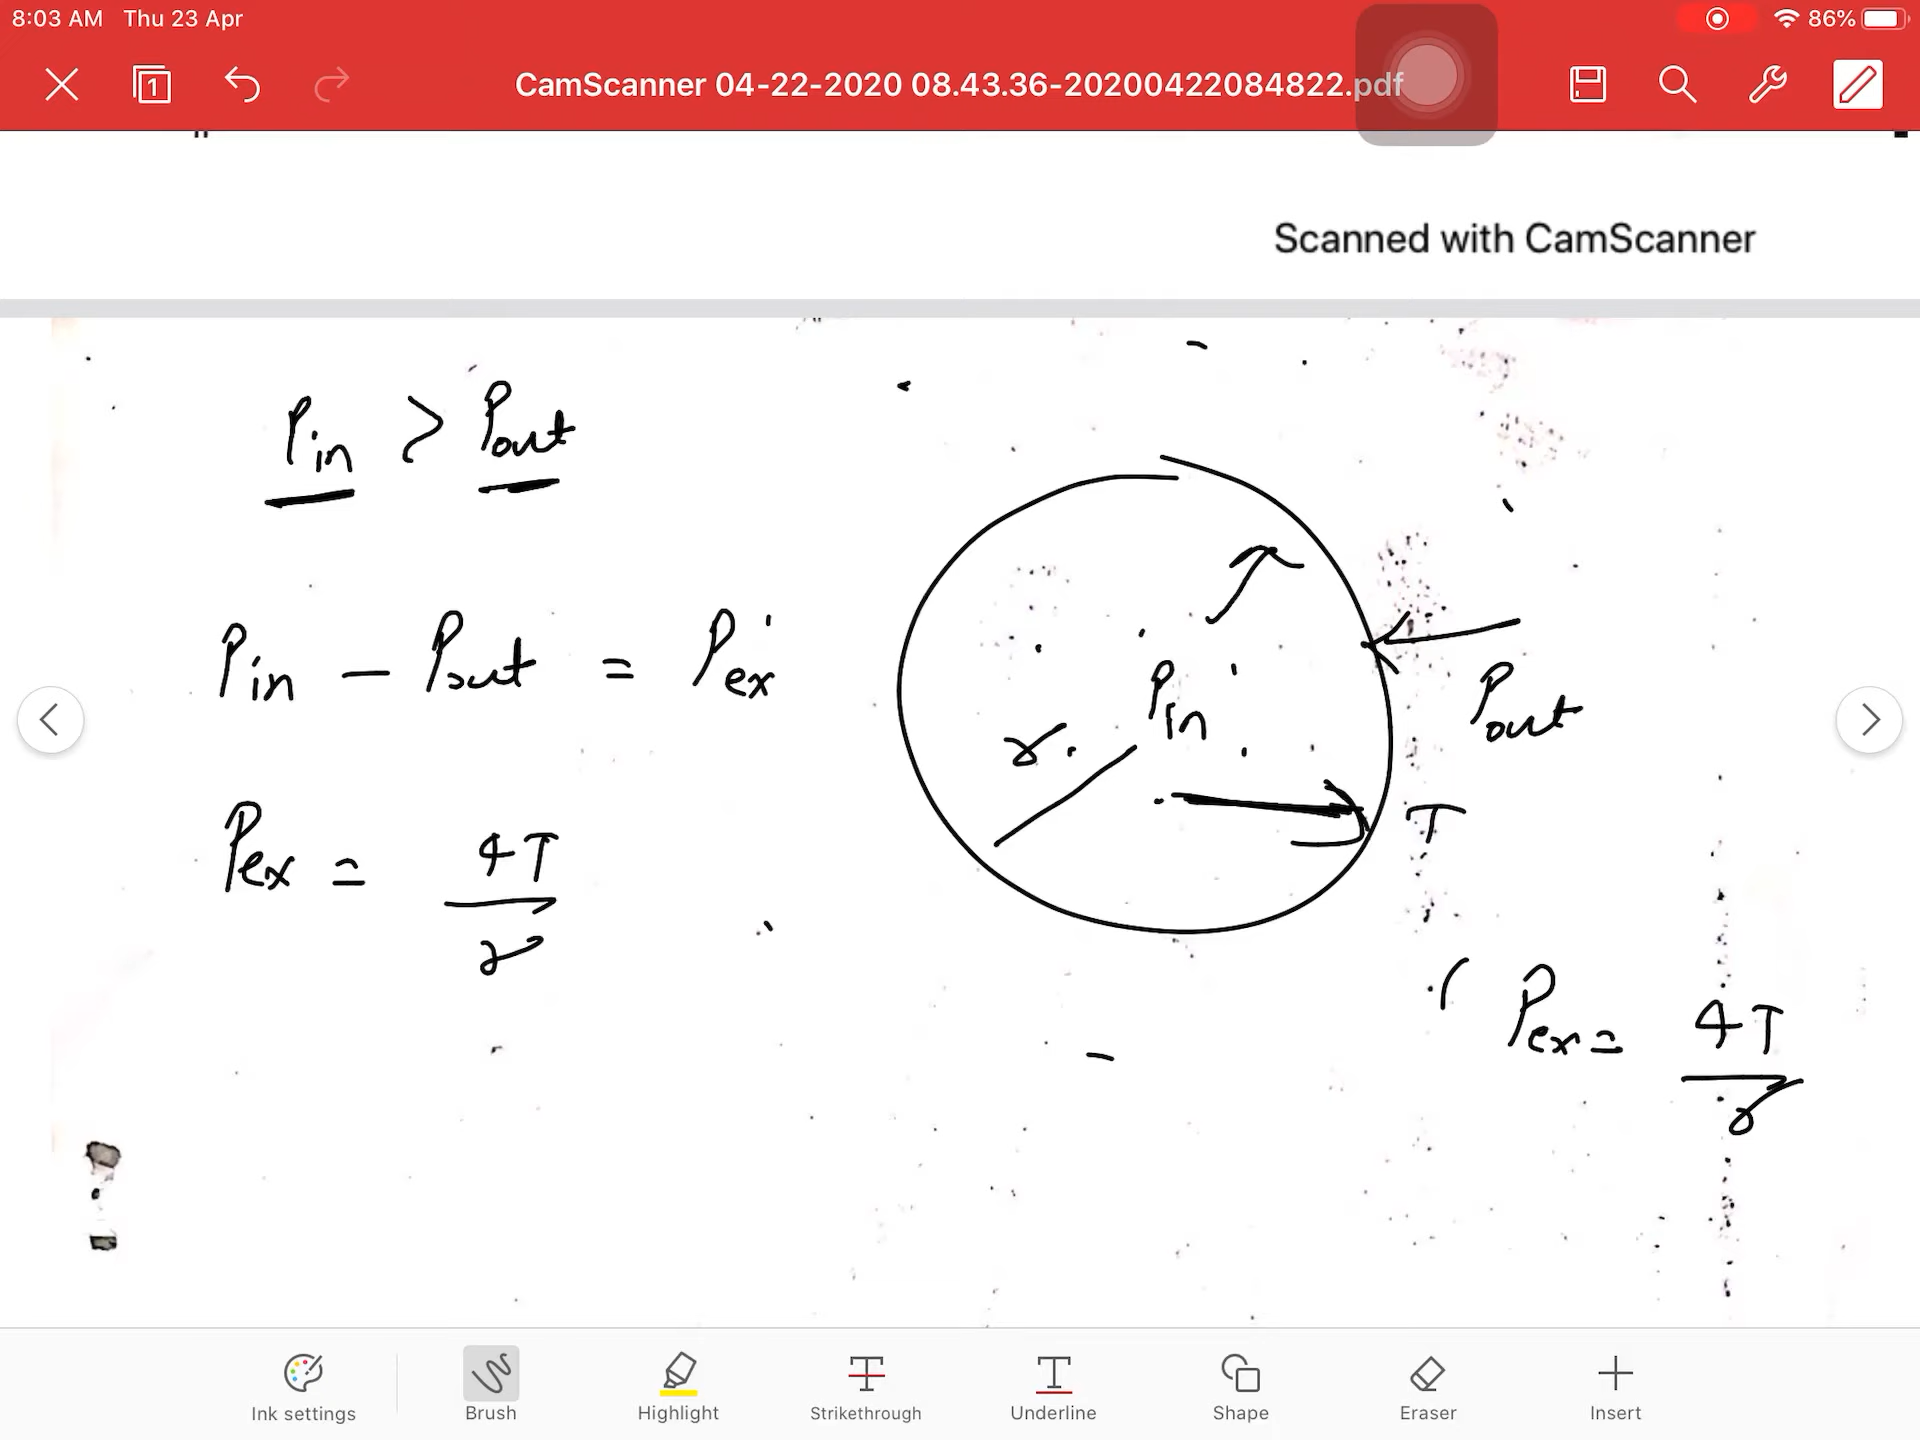 8:03 AM Thu 23 Apr
86%
1
CamScanner 04-22-2020 08.43.36-20200422084822.pdf
Scanned with CamScanner
Pin > Pout
Pin - Pout = Pex
Pex = 4T/r
Pin
r
Pout
T
( Pex = 4T/r
Ink settings
Brush
Highlight
Strikethrough
Underline
Shape
Eraser
Insert